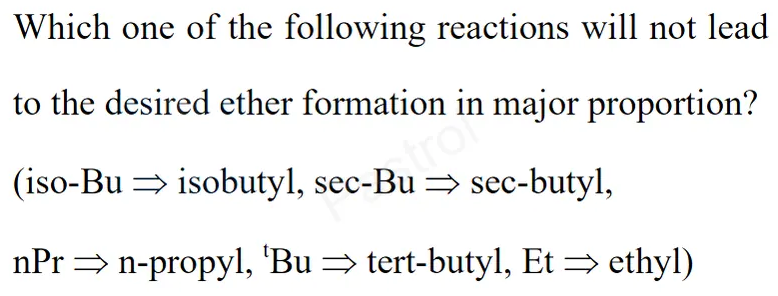 Which one of the following reactions will not lead
to the desired ether formation in major proportion?
(iso-Bu ⇒ isobutyl, sec-Bu ⇒ sec-butyl,
nPr ⇒ n-propyl, ᵗBu ⇒ tert-butyl, Et ⇒ ethyl)